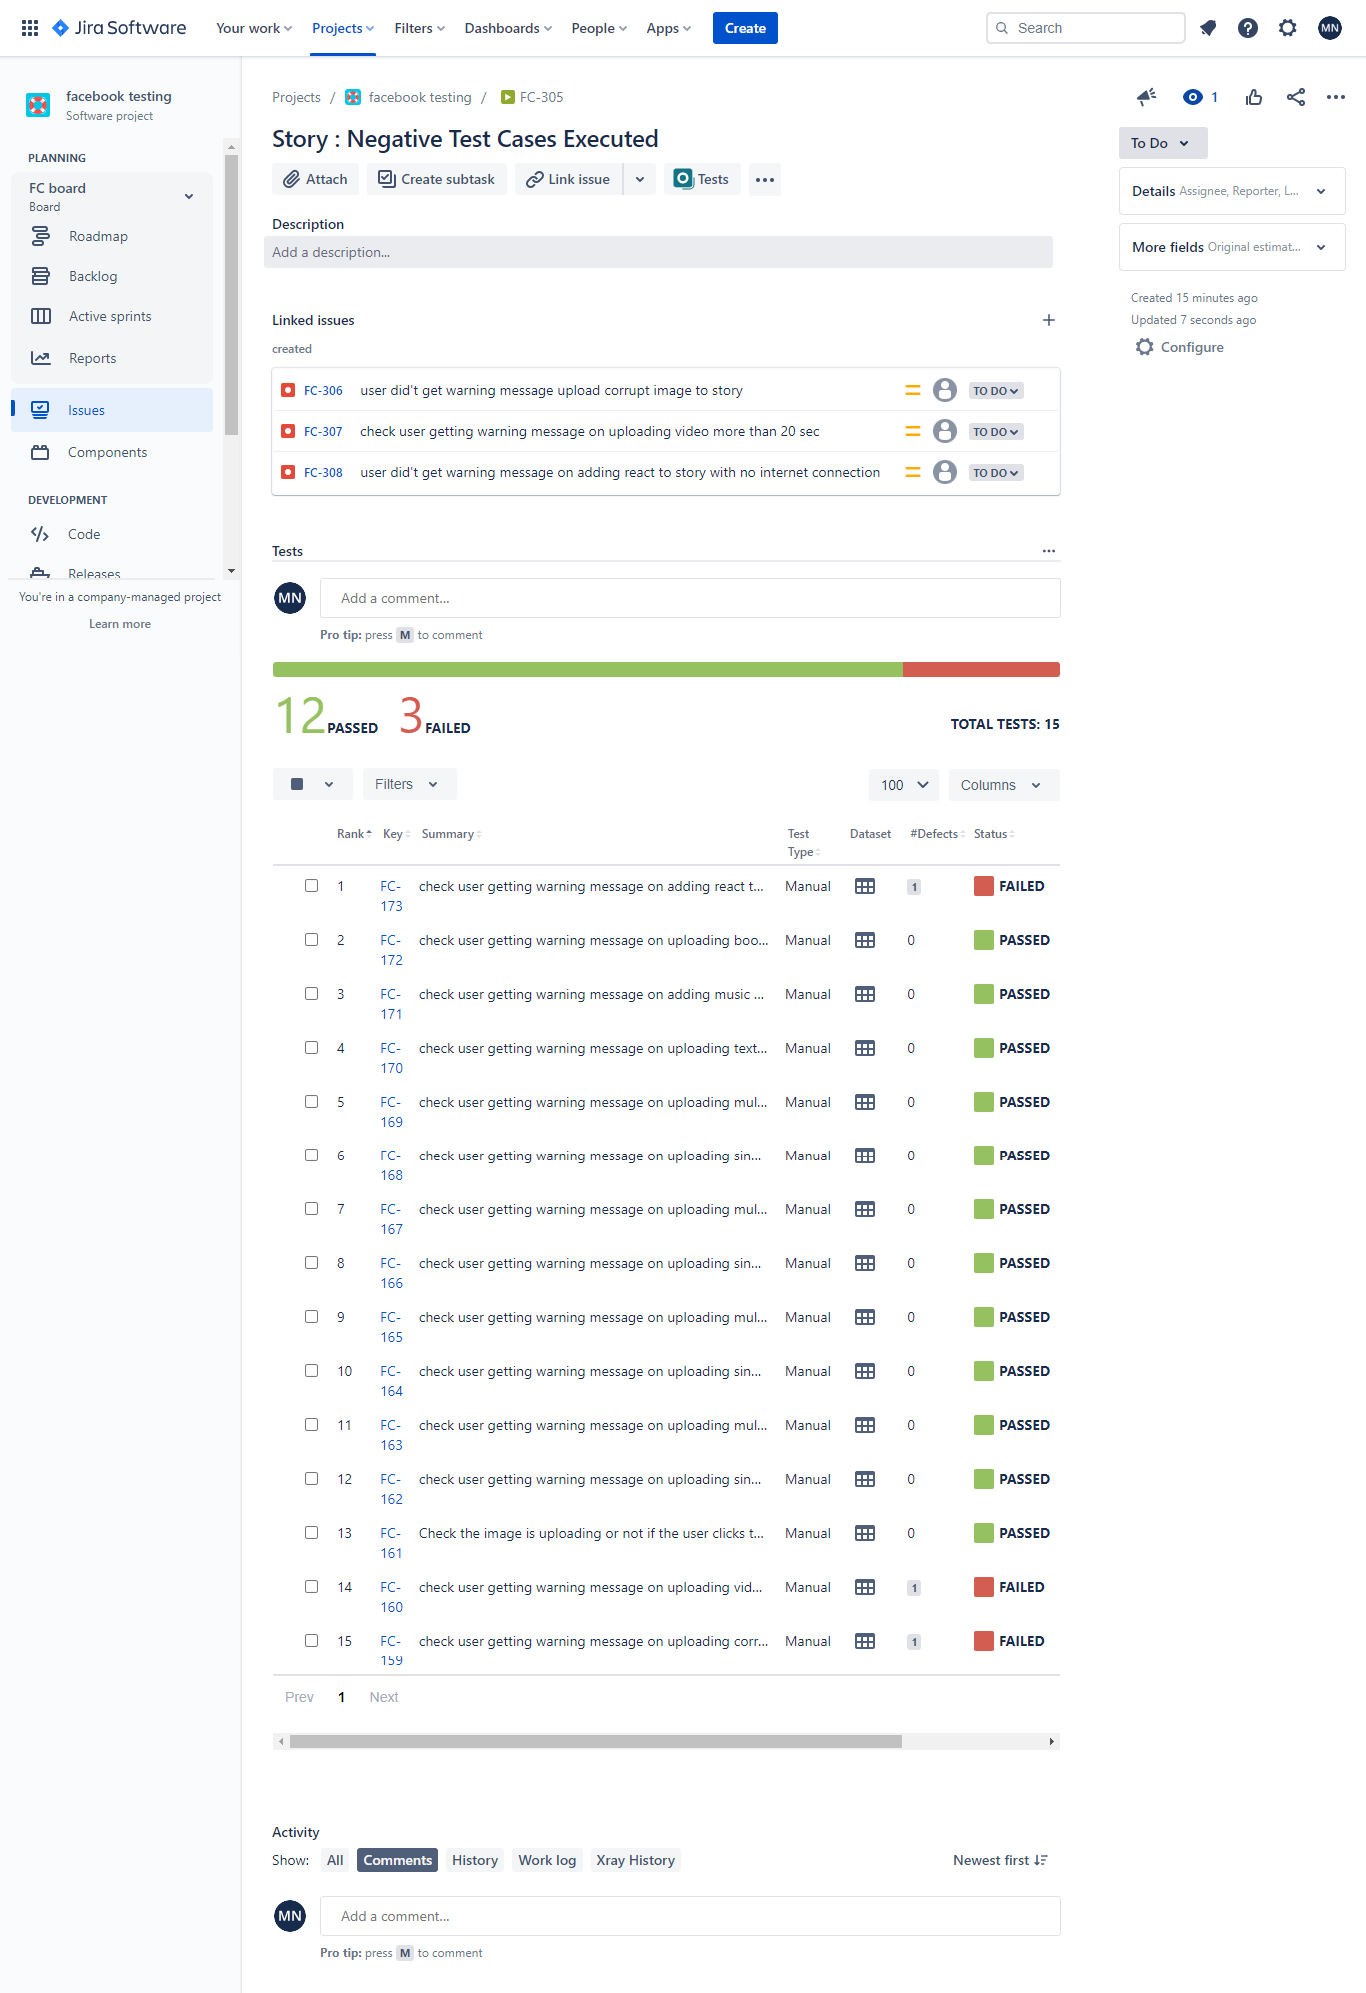 Jira Software
Your work
Projects
Filters
Dashboards
People
Apps
Create
Search
MN
facebook testing
Software project
PLANNING
FC board
Board
Roadmap
Backlog
Active sprints
Reports
Issues
Components
DEVELOPMENT
Code
Releases
You're in a company-managed project
Learn more
Projects / facebook testing / FC-305
1
Story : Negative Test Cases Executed
Attach
Create subtask
Link issue
Tests
To Do
Details Assignee, Reporter, L...
More fields Original estimat...
Created 15 minutes ago
Updated 7 seconds ago
Configure
Description
Add a description...
Linked issues
created
FC-306 user did't get warning message upload corrupt image to story TO DO
FC-307 check user getting warning message on uploading video more than 20 sec TO DO
FC-308 user did't get warning message on adding react to story with no internet connection TO DO
Tests
MN
Add a comment...
Pro tip: press M to comment
12 PASSED 3 FAILED
TOTAL TESTS: 15
Filters
100
Columns
Rank Key Summary Test Type Dataset #Defects Status
1 FC-173 check user getting warning message on adding react t... Manual 1 FAILED
2 FC-172 check user getting warning message on uploading boo... Manual 0 PASSED
3 FC-171 check user getting warning message on adding music ... Manual 0 PASSED
4 FC-170 check user getting warning message on uploading text... Manual 0 PASSED
5 FC-169 check user getting warning message on uploading mul... Manual 0 PASSED
6 FC-168 check user getting warning message on uploading sin... Manual 0 PASSED
7 FC-167 check user getting warning message on uploading mul... Manual 0 PASSED
8 FC-166 check user getting warning message on uploading sin... Manual 0 PASSED
9 FC-165 check user getting warning message on uploading mul... Manual 0 PASSED
10 FC-164 check user getting warning message on uploading sin... Manual 0 PASSED
11 FC-163 check user getting warning message on uploading mul... Manual 0 PASSED
12 FC-162 check user getting warning message on uploading sin... Manual 0 PASSED
13 FC-161 Check the image is uploading or not if the user clicks t... Manual 0 PASSED
14 FC-160 check user getting warning message on uploading vid... Manual 1 FAILED
15 FC-159 check user getting warning message on uploading corr... Manual 1 FAILED
Prev 1 Next
Activity
Show: All Comments History Work log Xray History
Newest first
MN
Add a comment...
Pro tip: press M to comment